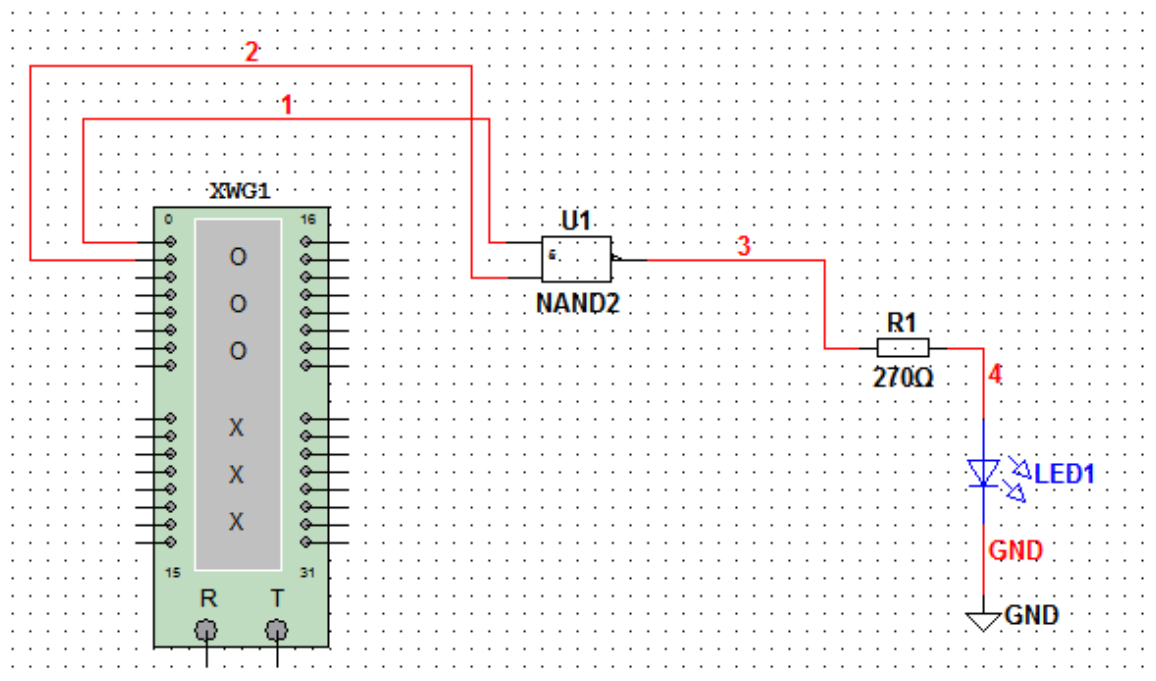 2
1
XWG1
0 16
O
O
O
X
X
X
15 31
R T
U1
&
NAND2
3
R1
270Ω
4
LED1
GND
GND